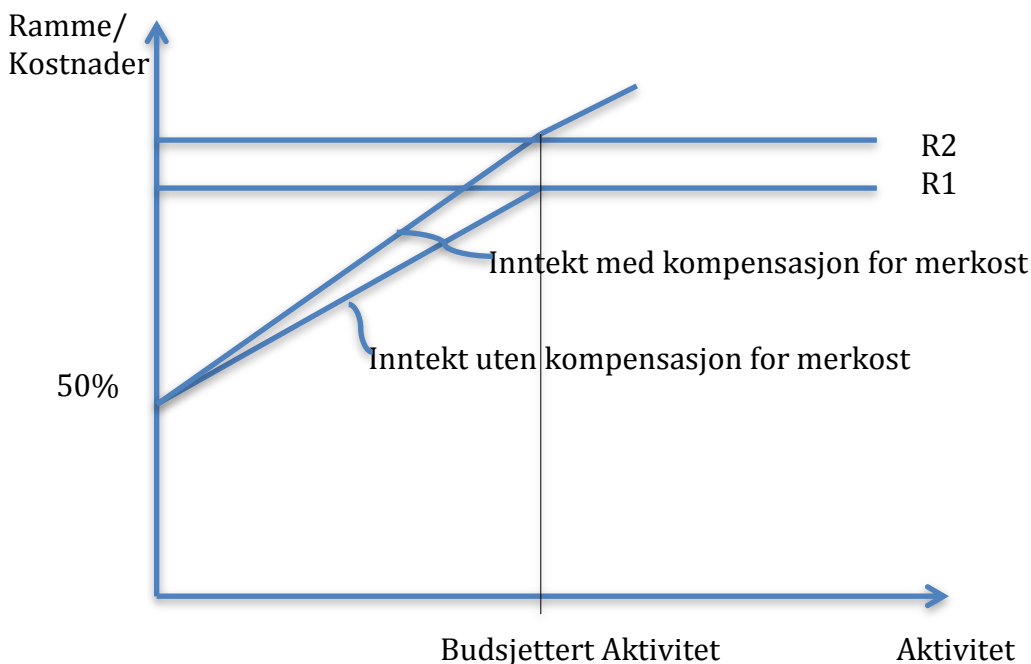 Ramme/
Kostnader
R2
R1
Inntekt med kompensasjon for merkost
Inntekt uten kompensasjon for merkost
50%
Budsjettert Aktivitet
Aktivitet